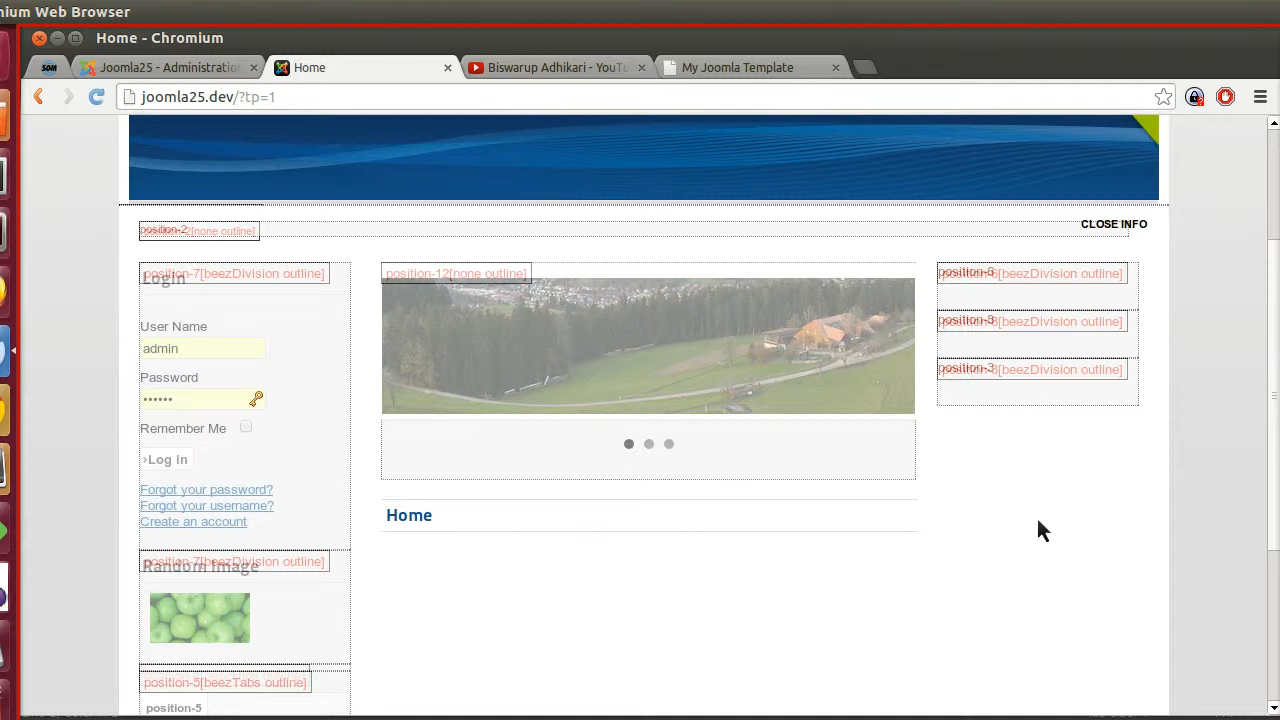 mium Web Browser
Home - Chromium
SOM
Joomla25 - Administratio
Home
Biswarup Adhikari - YouTu
My Joomla Template
joomla25.dev/?tp=1
CLOSE INFO
position-2
[none outline]
position-7[beezDivision outline]
Login
User Name
admin
Password
••••••
Remember Me
›Log in
Forgot your password?
Forgot your username?
Create an account
position-7[beezDivision outline]
Random Image
position-5[beezTabs outline]
position-5
position-12[none outline]
Home
position-6
[beezDivision outline]
position-8
[beezDivision outline]
position-3
[beezDivision outline]